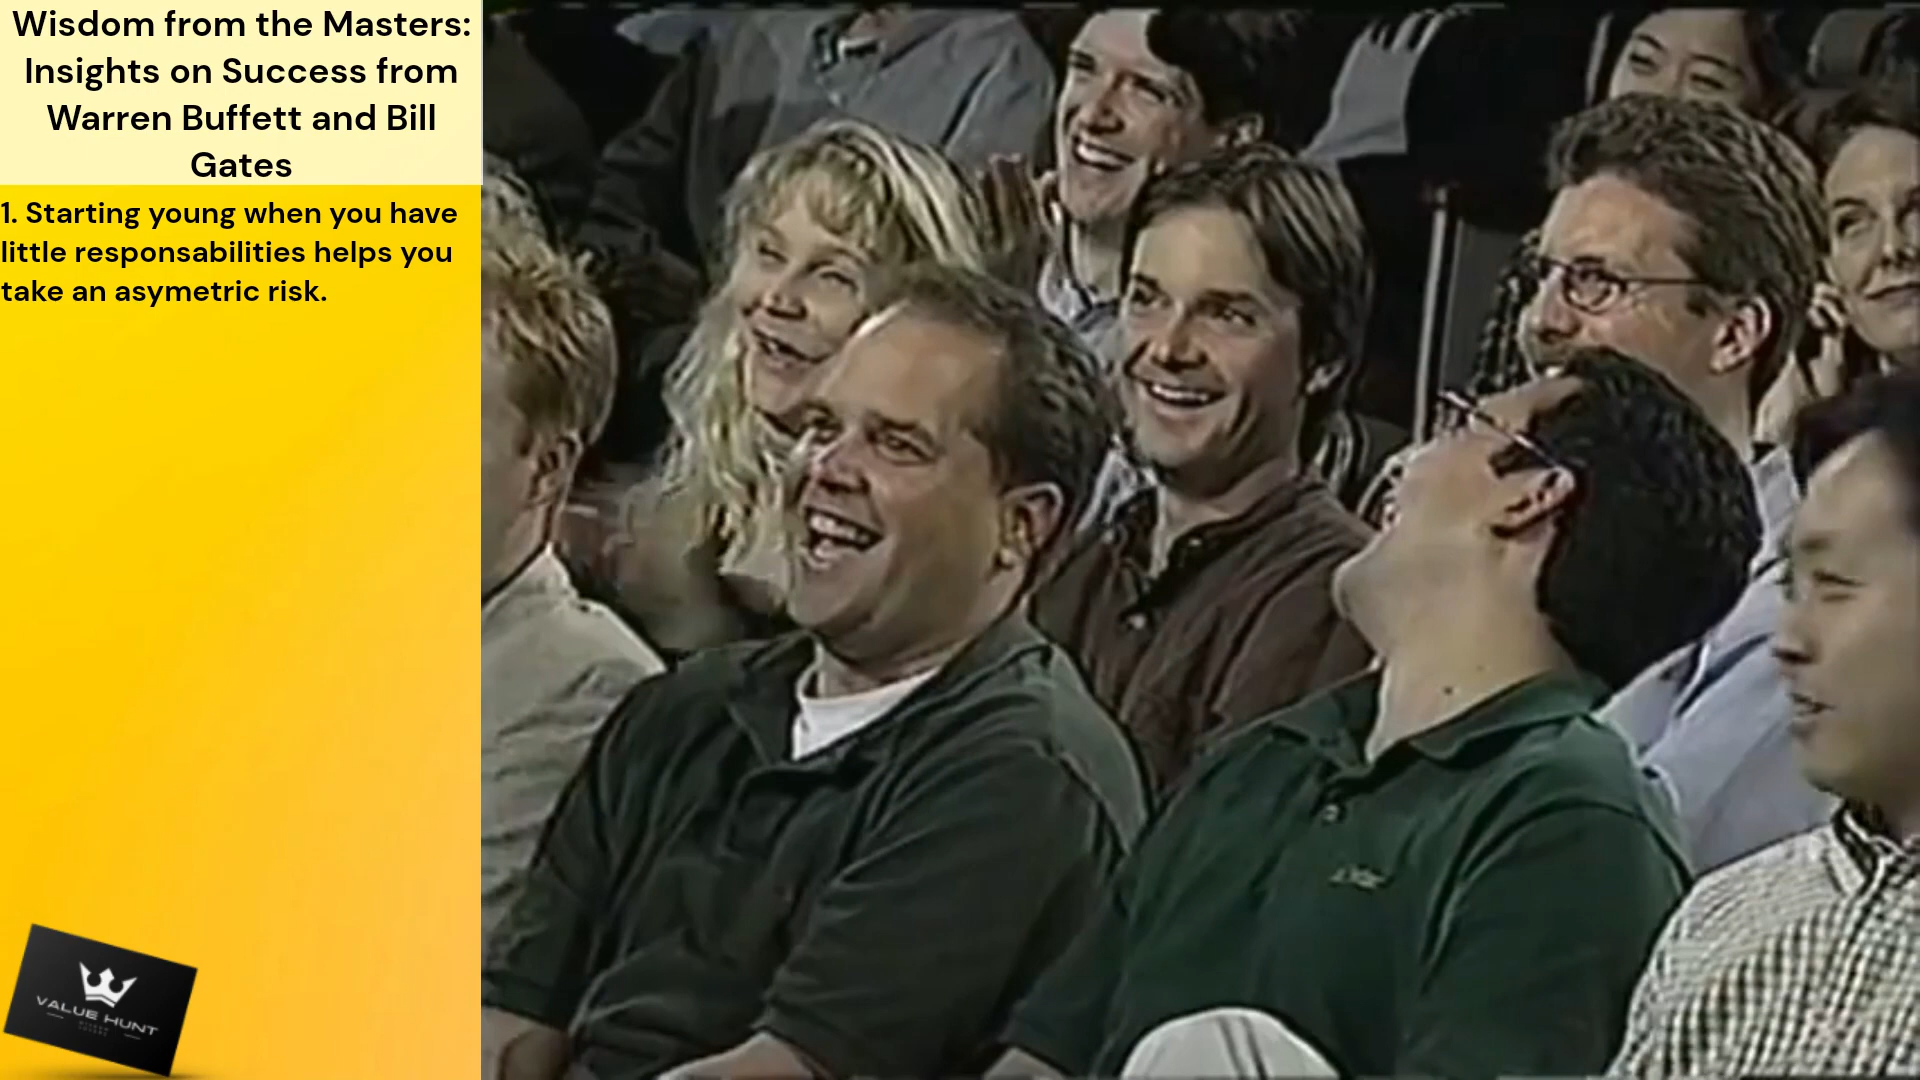 Wisdom from the Masters:
Insights on Success from
Warren Buffett and Bill
Gates
1. Starting young when you have
little responsabilities helps you
take an asymetric risk.
VALUE HUNT